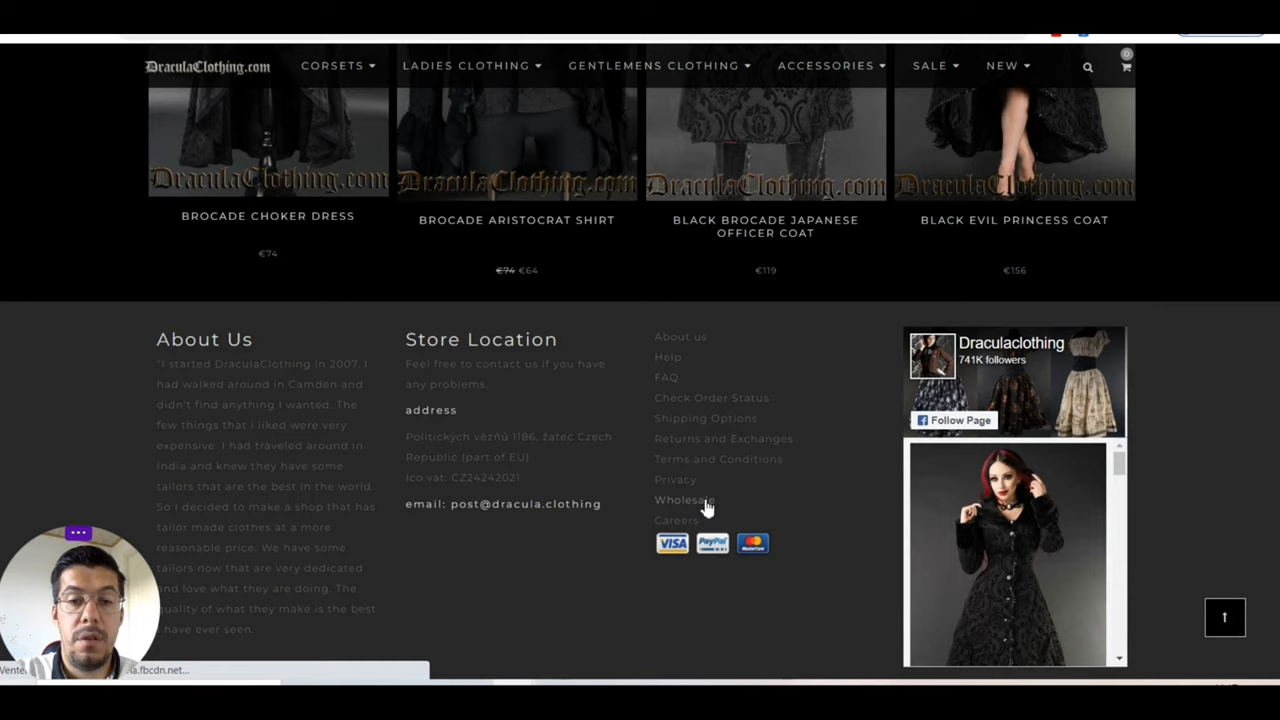 DraculaClothing.com
CORSETS
LADIES CLOTHING
GENTLEMENS CLOTHING
ACCESSORIES
SALE
NEW
0
DraculaClothing.com
DraculaClothing.com
DraculaClothing.com
DraculaClothing.com
BROCADE CHOKER DRESS
€74
BROCADE ARISTOCRAT SHIRT
€74 €64
BLACK BROCADE JAPANESE
OFFICER COAT
€119
BLACK EVIL PRINCESS COAT
€156
About Us
"I started DraculaClothing in 2007. I
had walked around in Camden and
didn't find anything I wanted. The
few things that I liked were very
expensive. I had traveled around in
India and knew they have some
tailors that are the best in the world.
So I decided to make a shop that has
tailor made clothes at a more
reasonable price. We have some
tailors now that are very dedicated
and love what they are doing. The
quality of what they make is the best
I have ever seen.
Store Location
Feel free to contact us if you have
any problems.
address
Politických vězňů 1186, žatec Czech
Republic (part of EU)
Ico vat: CZ24242021
email: post@dracula.clothing
About us
Help
FAQ
Check Order Status
Shipping Options
Returns and Exchanges
Terms and Conditions
Privacy
Wholesale
Careers
VISA
PayPal
MasterCard
Draculaclothing
741K followers
Follow Page